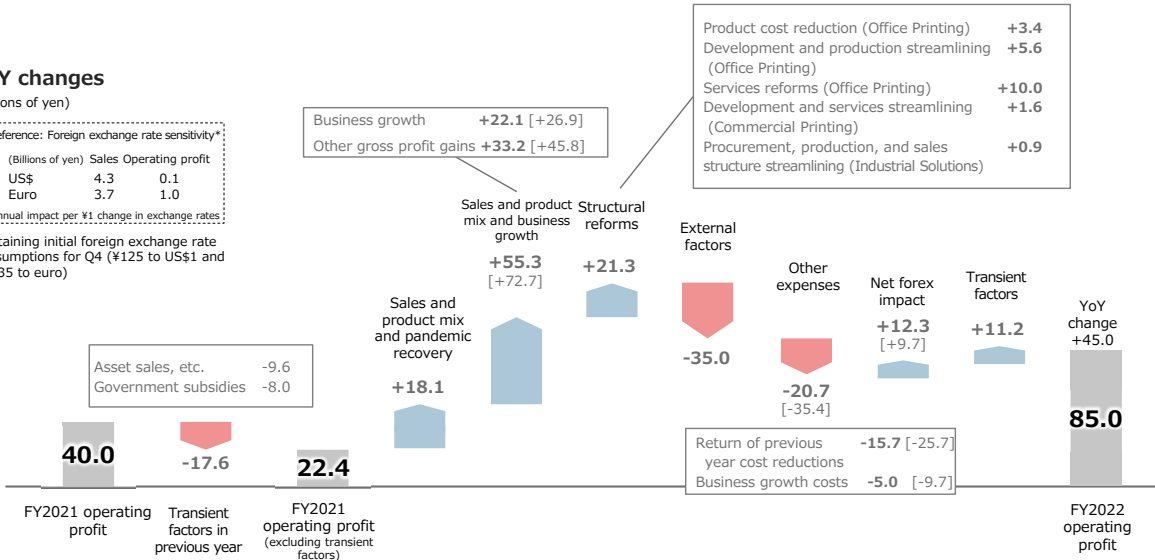 Y changes
ons of yen)
eference: Foreign exchange rate sensitivity*
(Billions of yen) Sales Operating profit
US$ 4.3 0.1
Euro 3.7 1.0
nnual impact per ¥1 change in exchange rates
taining initial foreign exchange rate
sumptions for Q4 (¥125 to US$1 and
35 to euro)
Business growth +22.1 [+26.9]
Other gross profit gains +33.2 [+45.8]
Product cost reduction (Office Printing) +3.4
Development and production streamlining +5.6
(Office Printing)
Services reforms (Office Printing) +10.0
Development and services streamlining +1.6
(Commercial Printing)
Procurement, production, and sales +0.9
structure streamlining (Industrial Solutions)
Asset sales, etc. -9.6
Government subsidies -8.0
40.0
FY2021 operating
profit
-17.6
Transient
factors in
previous year
22.4
FY2021
operating profit
(excluding transient
factors)
Sales and
product mix
and pandemic
recovery
+18.1
Sales and product
mix and business
growth
+55.3
[+72.7]
Structural
reforms
+21.3
External
factors
-35.0
Other
expenses
-20.7
[-35.4]
Return of previous -15.7 [-25.7]
year cost reductions
Business growth costs -5.0 [-9.7]
Net forex
impact
+12.3
[+9.7]
Transient
factors
+11.2
YoY
change
+45.0
85.0
FY2022
operating
profit